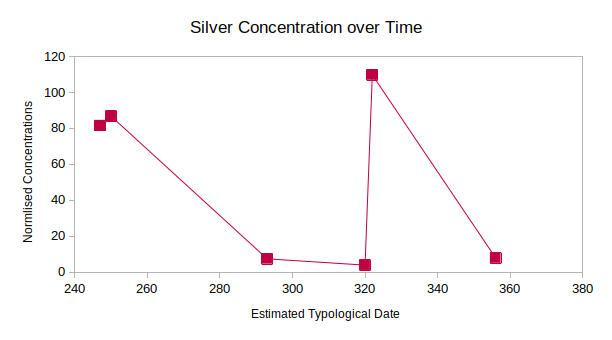 Silver Concentration over Time
Normlised Concentrations
120
100
80
60
40
20
0
240 260 280 300 320 340 360 380
Estimated Typological Date